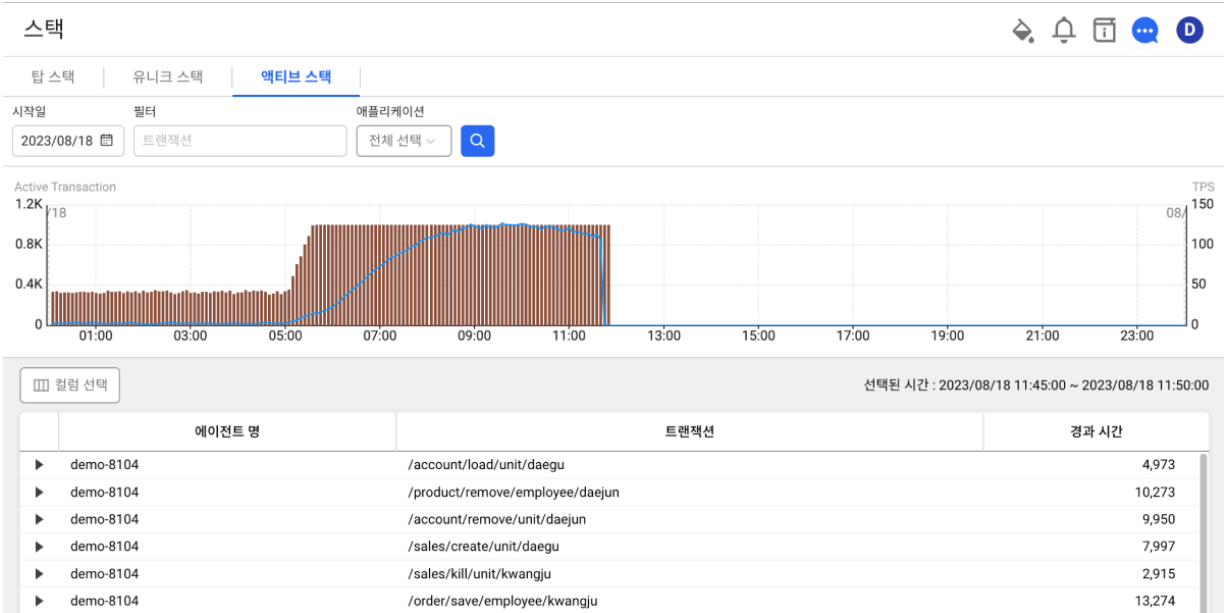 스택
D
탑 스택 유니크 스택 액티브 스택
시작일 필터 애플리케이션
2023/08/18 트랜잭션 전체 선택
Active Transaction TPS
1.2K 150
/18 08/
0.8K 100
0.4K 50
0 0
01:00 03:00 05:00 07:00 09:00 11:00 13:00 15:00 17:00 19:00 21:00 23:00
컬럼 선택 선택된 시간 : 2023/08/18 11:45:00 ~ 2023/08/18 11:50:00
에이전트 명 트랜잭션 경과 시간
demo-8104 /account/load/unit/daegu 4,973
demo-8104 /product/remove/employee/daejun 10,273
demo-8104 /account/remove/unit/daejun 9,950
demo-8104 /sales/create/unit/daegu 7,997
demo-8104 /sales/kill/unit/kwangju 2,915
demo-8104 /order/save/employee/kwangju 13,274